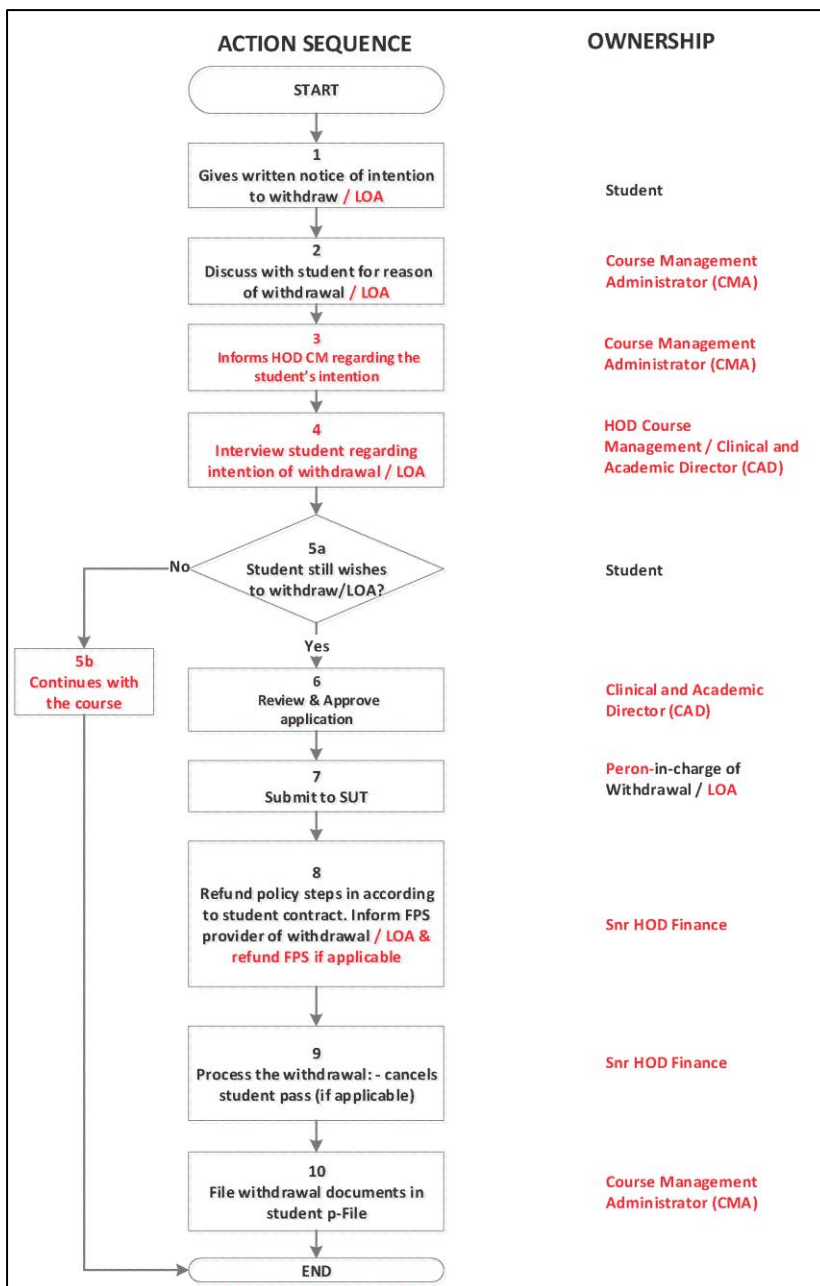 ACTION SEQUENCE
OWNERSHIP
START
1
Gives written notice of intention
to withdraw / LOA
Student
2
Discuss with student for reason
of withdrawal / LOA
Course Management
Administrator (CMA)
3
Informs HOD CM regarding the
student's intention
Course Management
Administrator (CMA)
4
Interview student regarding
intention of withdrawal / LOA
HOD Course
Management / Clinical and
Academic Director (CAD)
5a
Student still wishes
to withdraw/LOA?
Student
No
Yes
5b
Continues with
the course
6
Review & Approve
application
Clinical and Academic
Director (CAD)
7
Submit to SUT
Peron-in-charge of
Withdrawal / LOA
8
Refund policy steps in according
to student contract. Inform FPS
provider of withdrawal / LOA &
refund FPS if applicable
Snr HOD Finance
9
Process the withdrawal: - cancels
student pass (if applicable)
Snr HOD Finance
10
File withdrawal documents in
student p-File
Course Management
Administrator (CMA)
END